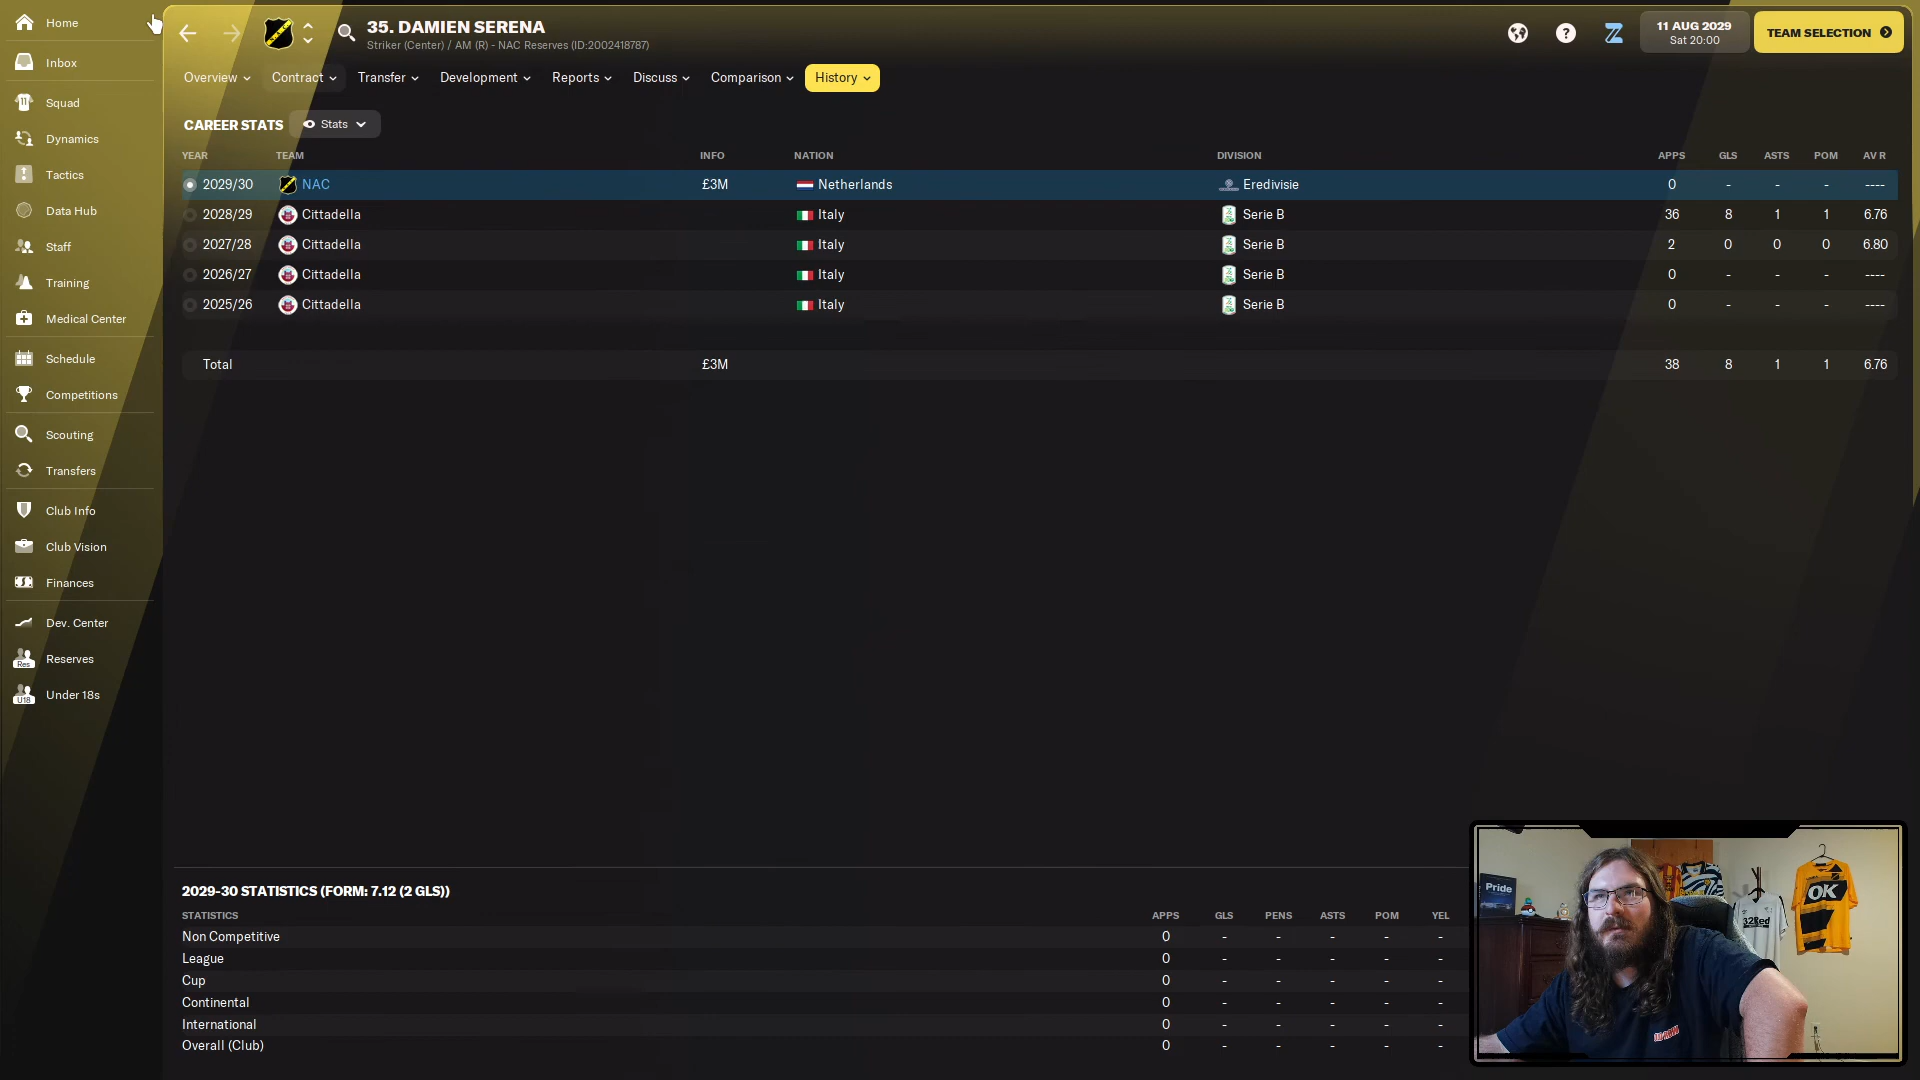 Home
Inbox
Squad
Dynamics
Tactics
Data Hub
Staff
Training
Medical Center
Schedule
Competitions
Scouting
Transfers
Club Info
Club Vision
Finances
Dev. Center
Res
Reserves
U18
Under 18s
35. DAMIEN SERENA
Striker (Center) / AM (R) - NAC Reserves (ID:2002418787)
11 AUG 2029
Sat 20:00
TEAM SELECTION
Overview Contract Transfer Development Reports Discuss Comparison History
CAREER STATS Stats
YEAR TEAM INFO NATION DIVISION APPS GLS ASTS POM AV R
2029/30 NAC £3M Netherlands Eredivisie 0 - - - ----
2028/29 Cittadella Italy Serie B 36 8 1 1 6.76
2027/28 Cittadella Italy Serie B 2 0 0 0 6.80
2026/27 Cittadella Italy Serie B 0 - - - ----
2025/26 Cittadella Italy Serie B 0 - - - ----
Total £3M 38 8 1 1 6.76
2029-30 STATISTICS (FORM: 7.12 (2 GLS))
STATISTICS APPS GLS PENS ASTS POM YEL
Non Competitive 0 - - - - -
League 0 - - - - -
Cup 0 - - - - -
Continental 0 - - - - -
International 0 - - - - -
Overall (Club) 0 - - - - -
Pride
32Red
OK